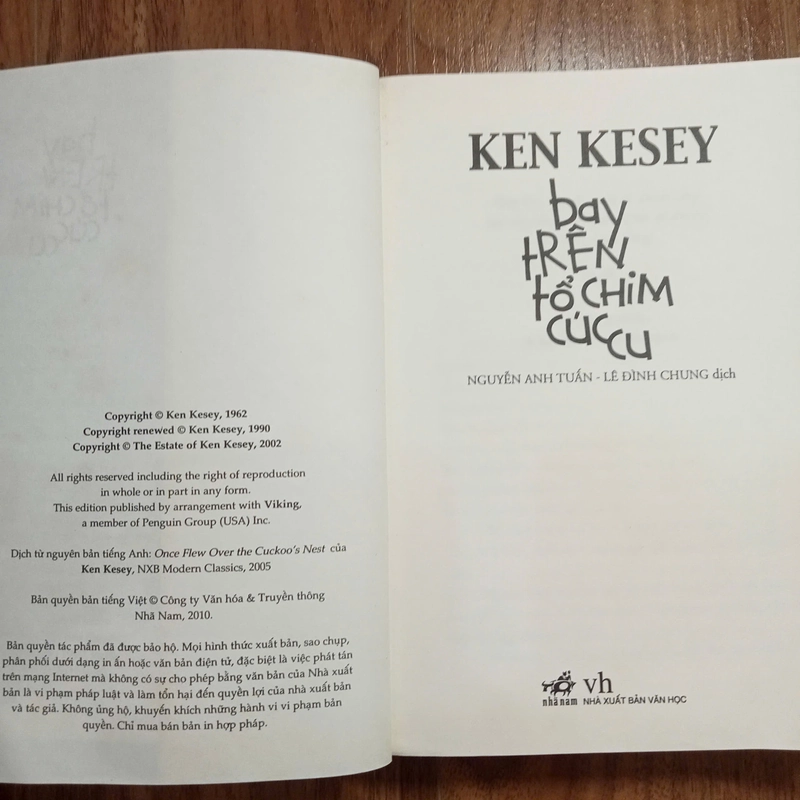 Copyright © Ken Kesey, 1962
Copyright renewed © Ken Kesey, 1990
Copyright © The Estate of Ken Kesey, 2002
All rights reserved including the right of reproduction
in whole or in part in any form.
This edition published by arrangement with Viking,
a member of Penguin Group (USA) Inc.
Dịch từ nguyên bản tiếng Anh: Once Flew Over the Cuckoo's Nest của
Ken Kesey, NXB Modern Classics, 2005
Bản quyền bản tiếng Việt © Công ty Văn hóa & Truyền thông
Nhã Nam, 2010.
Bản quyền tác phẩm đã được bảo hộ. Mọi hình thức xuất bản, sao chụp,
phân phối dưới dạng in ấn hoặc văn bản điện tử, đặc biệt là việc phát tán
trên mạng Internet mà không có sự cho phép bằng văn bản của Nhà xuất
bản là vi phạm pháp luật và làm tổn hại đến quyền lợi của nhà xuất bản
và tác giả. Không ủng hộ, khuyến khích những hành vi vi phạm bản
quyền. Chỉ mua bán bản in hợp pháp.
KEN KESEY
bay
TRÊN
tổ CHiM
cúc cu
NGUYỄN ANH TUẤN - LÊ ĐÌNH CHUNG dịch
vh
nhã nam NHÀ XUẤT BẢN VĂN HỌC